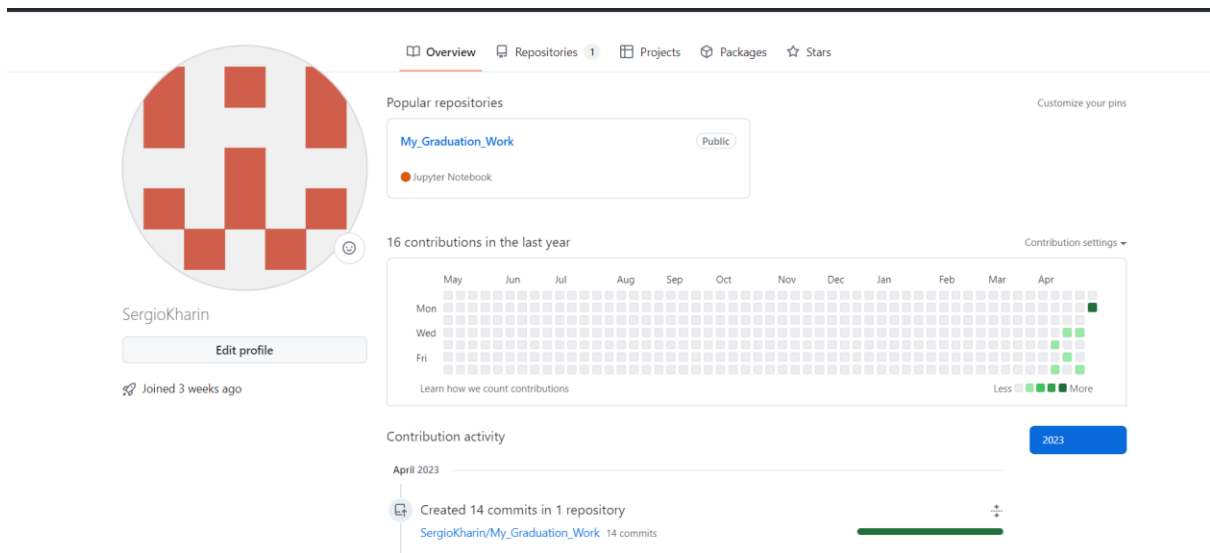 Overview Repositories 1 Projects Packages Stars
Popular repositories Customize your pins
My_Graduation_Work Public
Jupyter Notebook
16 contributions in the last year Contribution settings
May Jun Jul Aug Sep Oct Nov Dec Jan Feb Mar Apr
Mon
Wed
Fri
Learn how we count contributions Less More
SergioKharin
Edit profile
Joined 3 weeks ago
Contribution activity 2023
April 2023
Created 14 commits in 1 repository
SergioKharin/My_Graduation_Work 14 commits